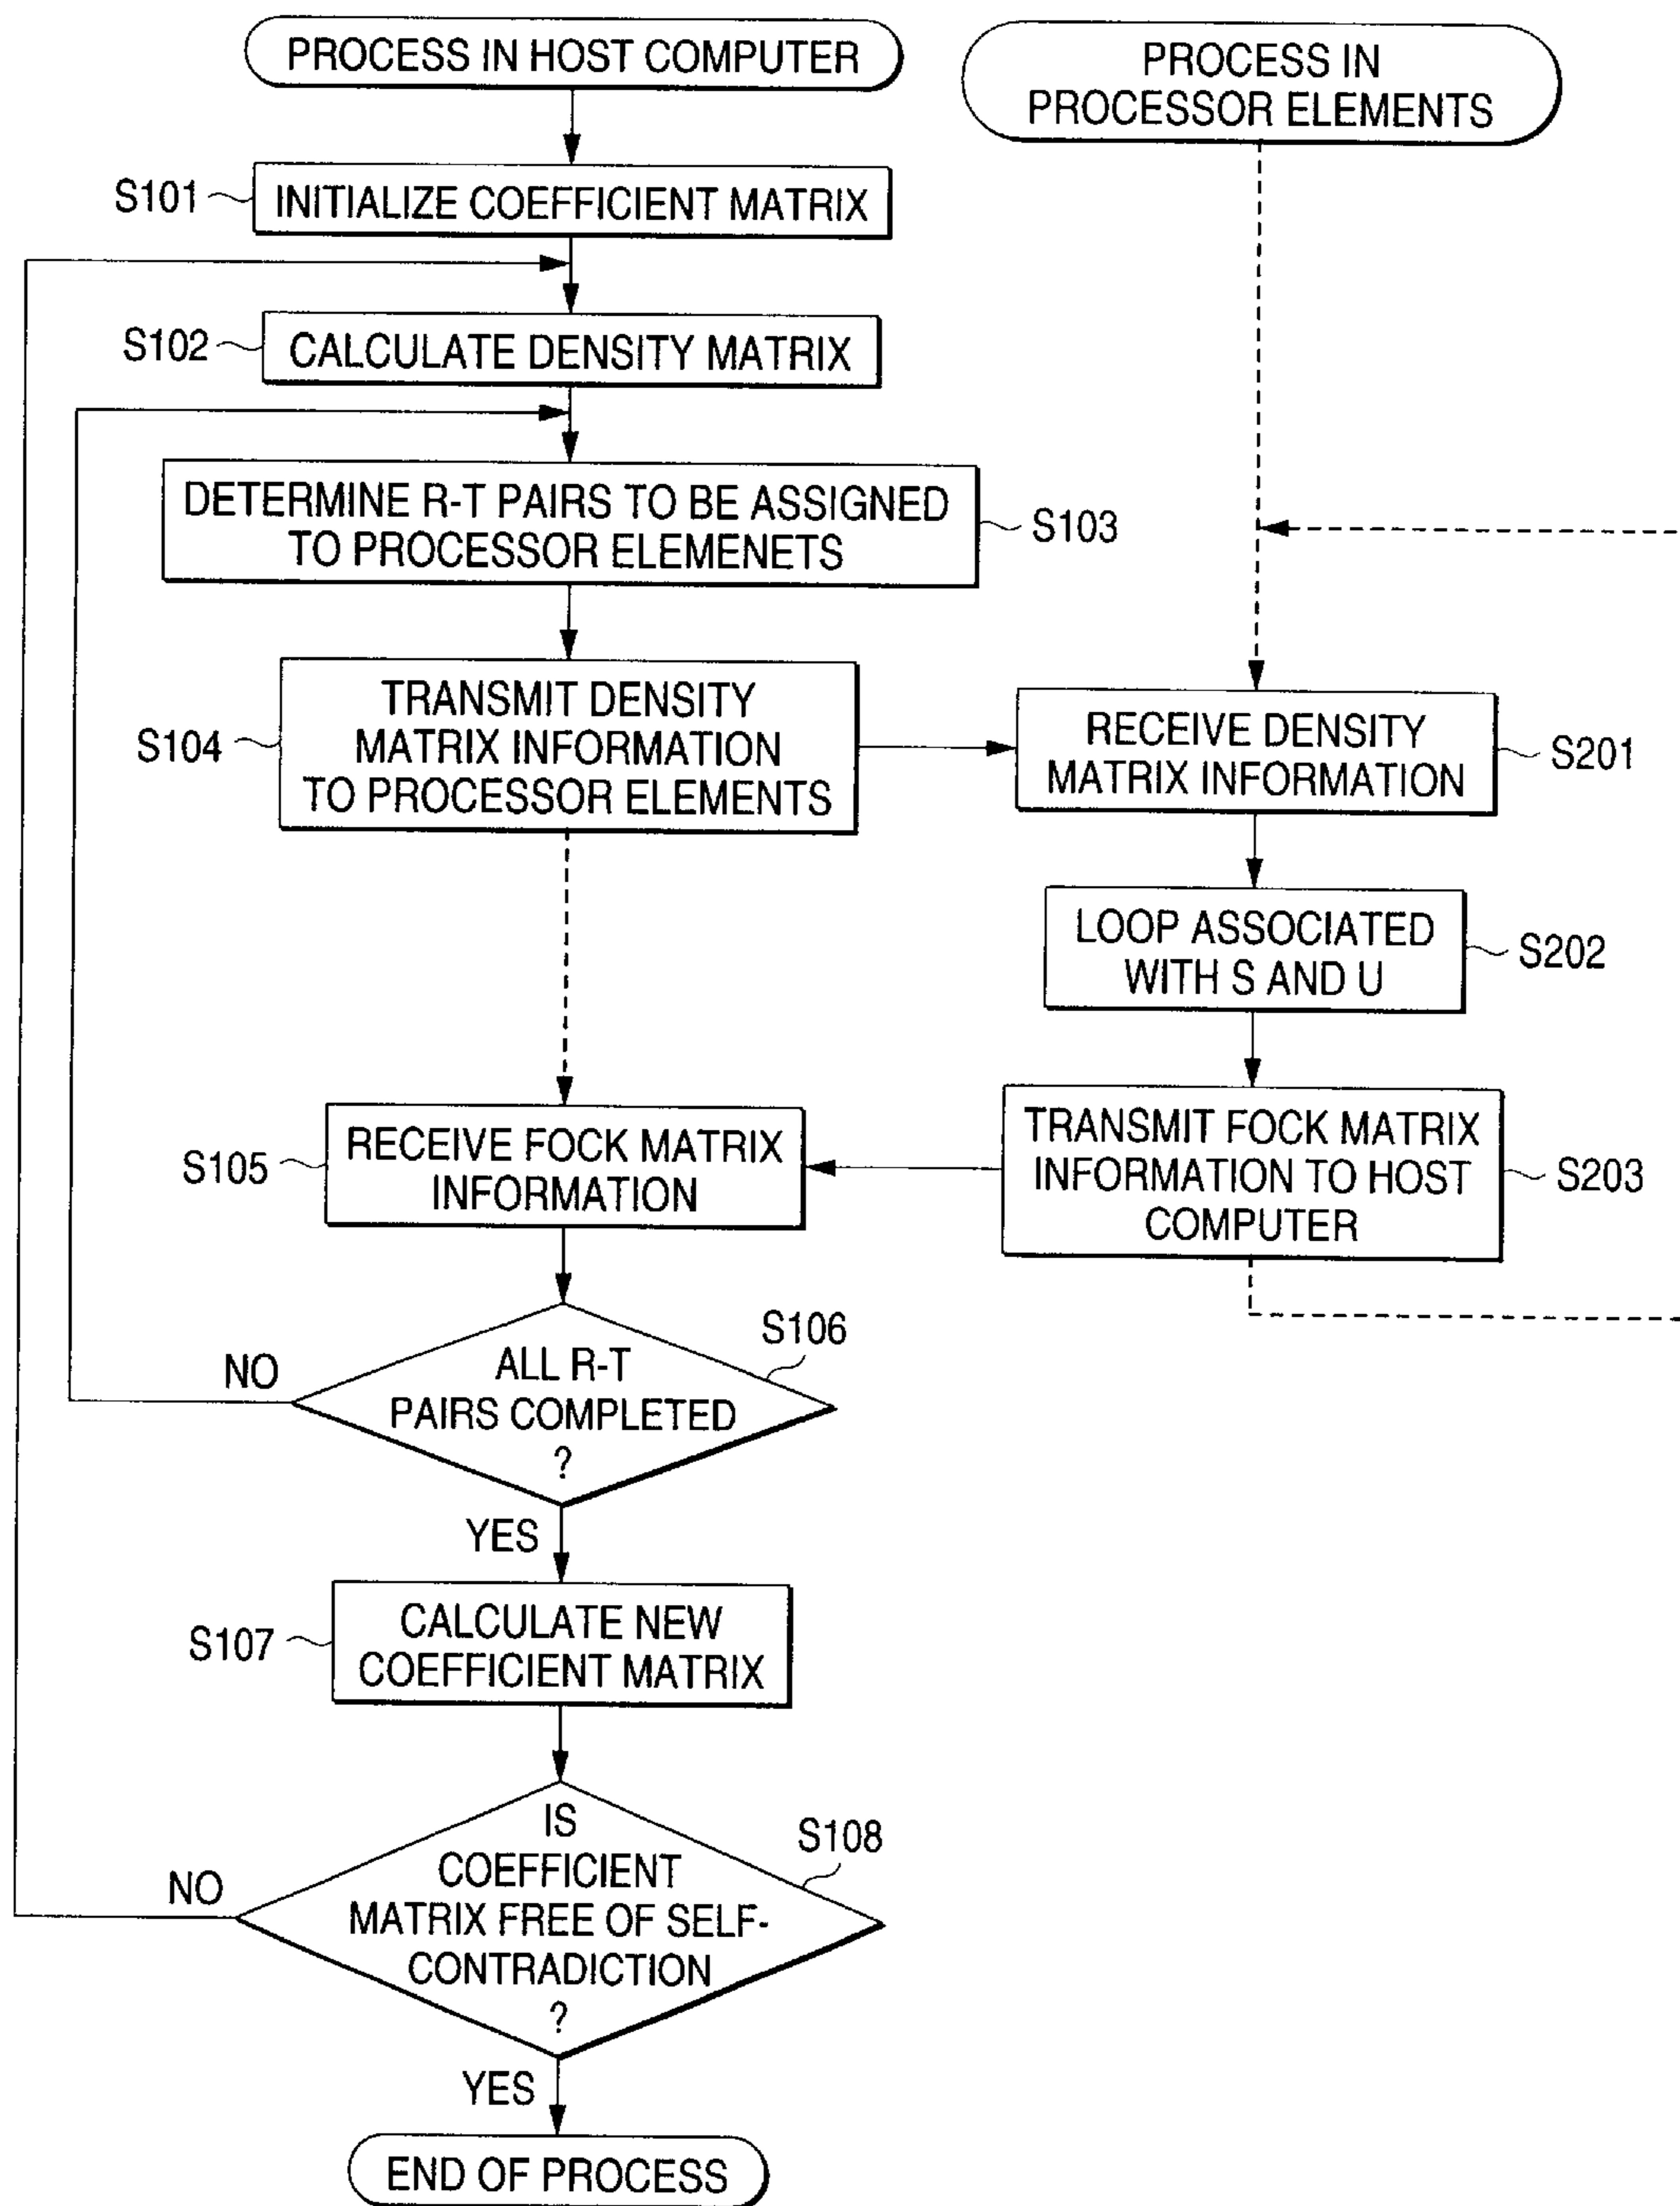 PROCESS IN HOST COMPUTER
PROCESS IN
PROCESSOR ELEMENTS
S101
INITIALIZE COEFFICIENT MATRIX
S102
CALCULATE DENSITY MATRIX
DETERMINE R-T PAIRS TO BE ASSIGNED
TO PROCESSOR ELEMENETS
S103
S104
TRANSMIT DENSITY
MATRIX INFORMATION
TO PROCESSOR ELEMENTS
RECEIVE DENSITY
MATRIX INFORMATION
S201
LOOP ASSOCIATED
WITH S AND U
S202
S105
RECEIVE FOCK MATRIX
INFORMATION
TRANSMIT FOCK MATRIX
INFORMATION TO HOST
COMPUTER
S203
S106
NO
ALL R-T
PAIRS COMPLETED
?
YES
S107
CALCULATE NEW
COEFFICIENT MATRIX
S108
NO
IS
COEFFICIENT
MATRIX FREE OF SELF-
CONTRADICTION
?
YES
END OF PROCESS